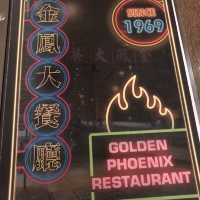 金鳳大餐廳
SINCE
1969
GOLDEN
PHOENIX
RESTAURANT